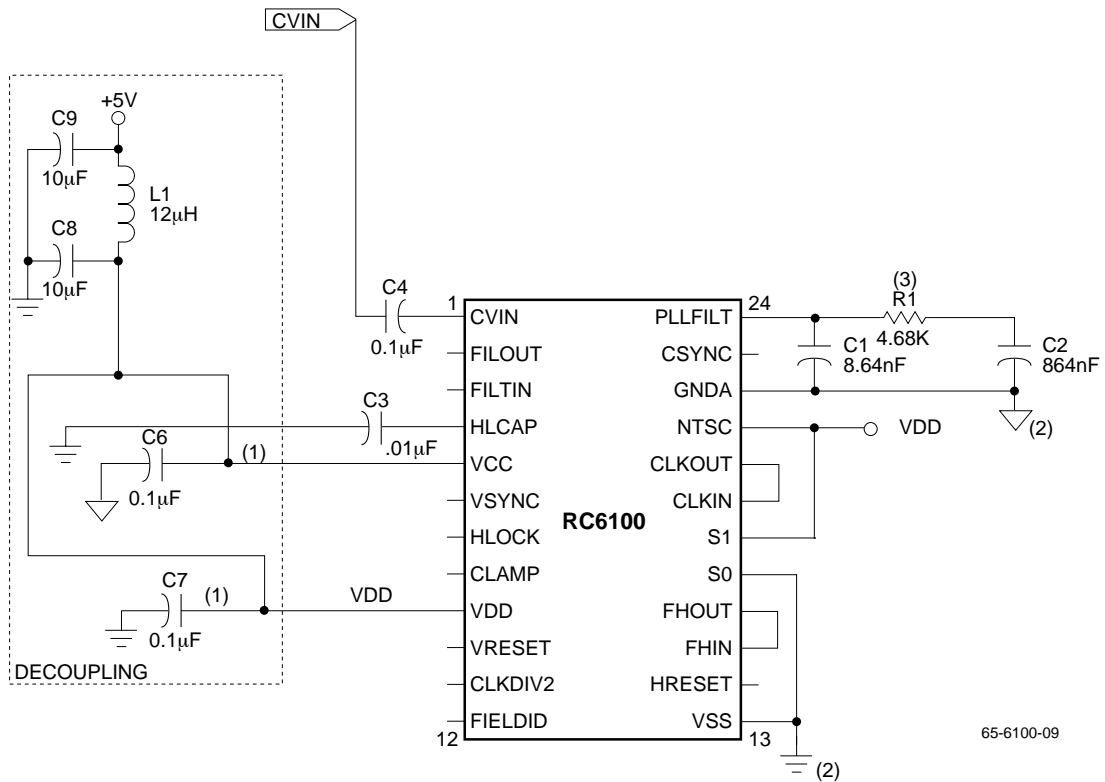 CVIN
+5V
C9
10µF
L1
12µH
C8
10µF
C4
0.1µF
C3
.01µF
C6
0.1µF
(1)
C7
0.1µF
(1)
VDD
DECOUPLING
1
CVIN
FILOUT
FILTIN
HLCAP
VCC
VSYNC
HLOCK
CLAMP
VDD
VRESET
CLKDIV2
FIELDID
12
RC6100
24
PLLFILT
CSYNC
GNDA
NTSC
CLKOUT
CLKIN
S1
S0
FHOUT
FHIN
HRESET
VSS
13
(3)
R1
4.68K
C1
8.64nF
C2
864nF
(2)
VDD
(2)
65-6100-09